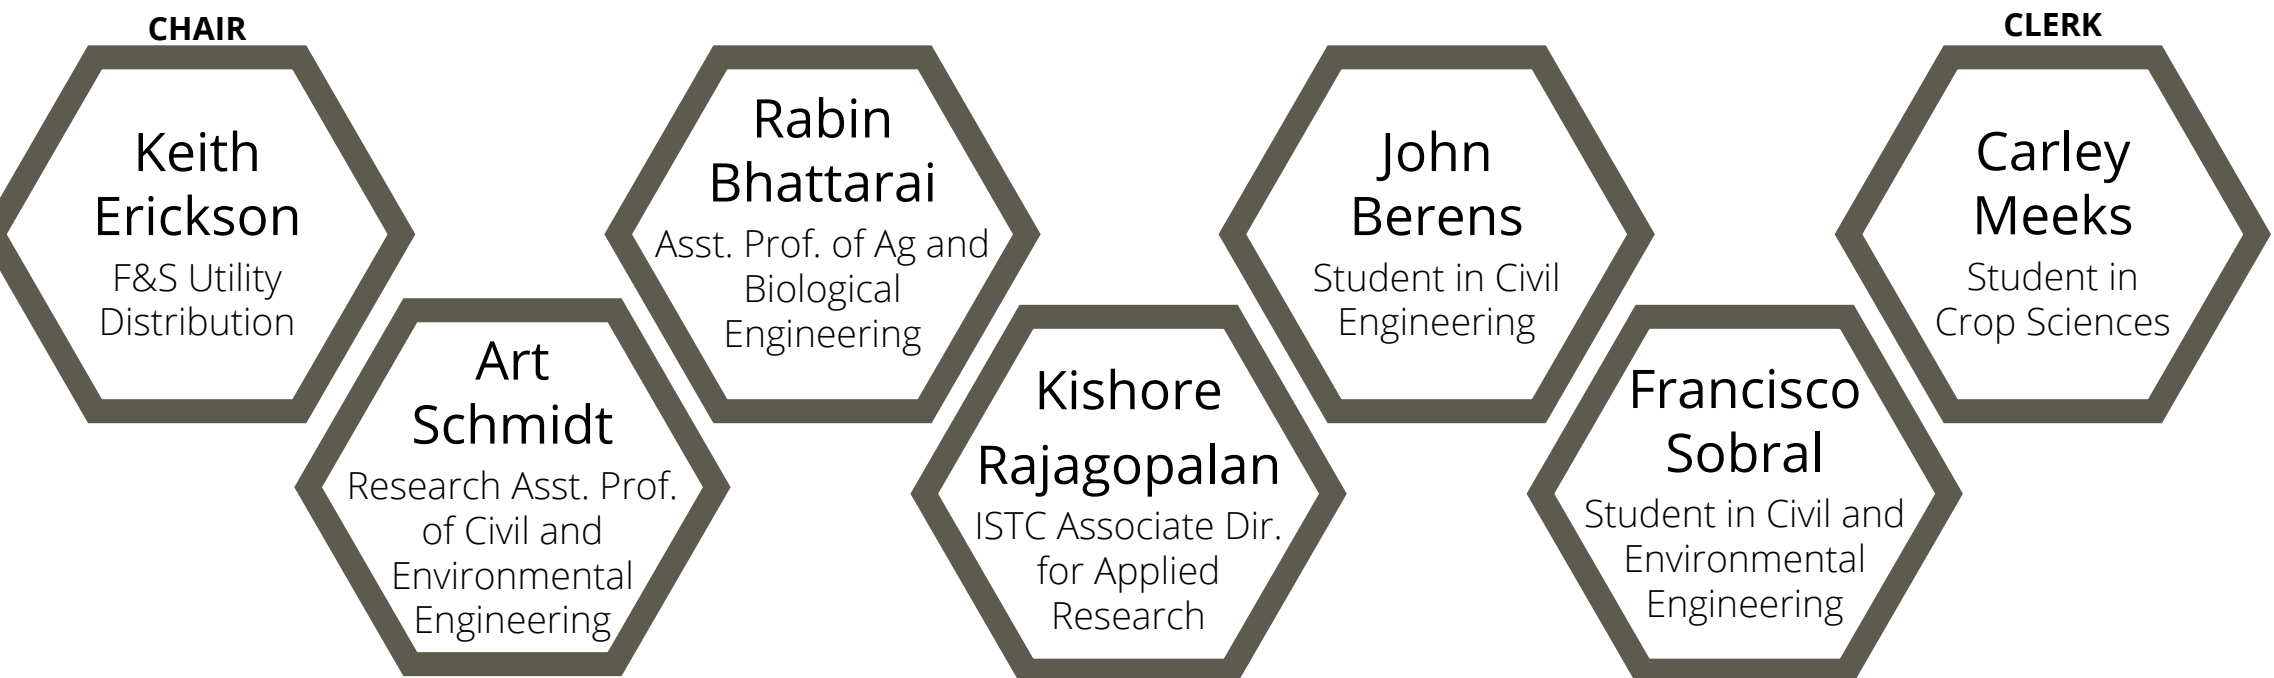 CHAIR
Keith
Erickson
F&S Utility
Distribution
Art
Schmidt
Research Asst. Prof.
of Civil and
Environmental
Engineering
Rabin
Bhattarai
Asst. Prof. of Ag and
Biological
Engineering
Kishore
Rajagopalan
ISTC Associate Dir.
for Applied
Research
John
Berens
Student in Civil
Engineering
Francisco
Sobral
Student in Civil and
Environmental
Engineering
CLERK
Carley
Meeks
Student in
Crop Sciences